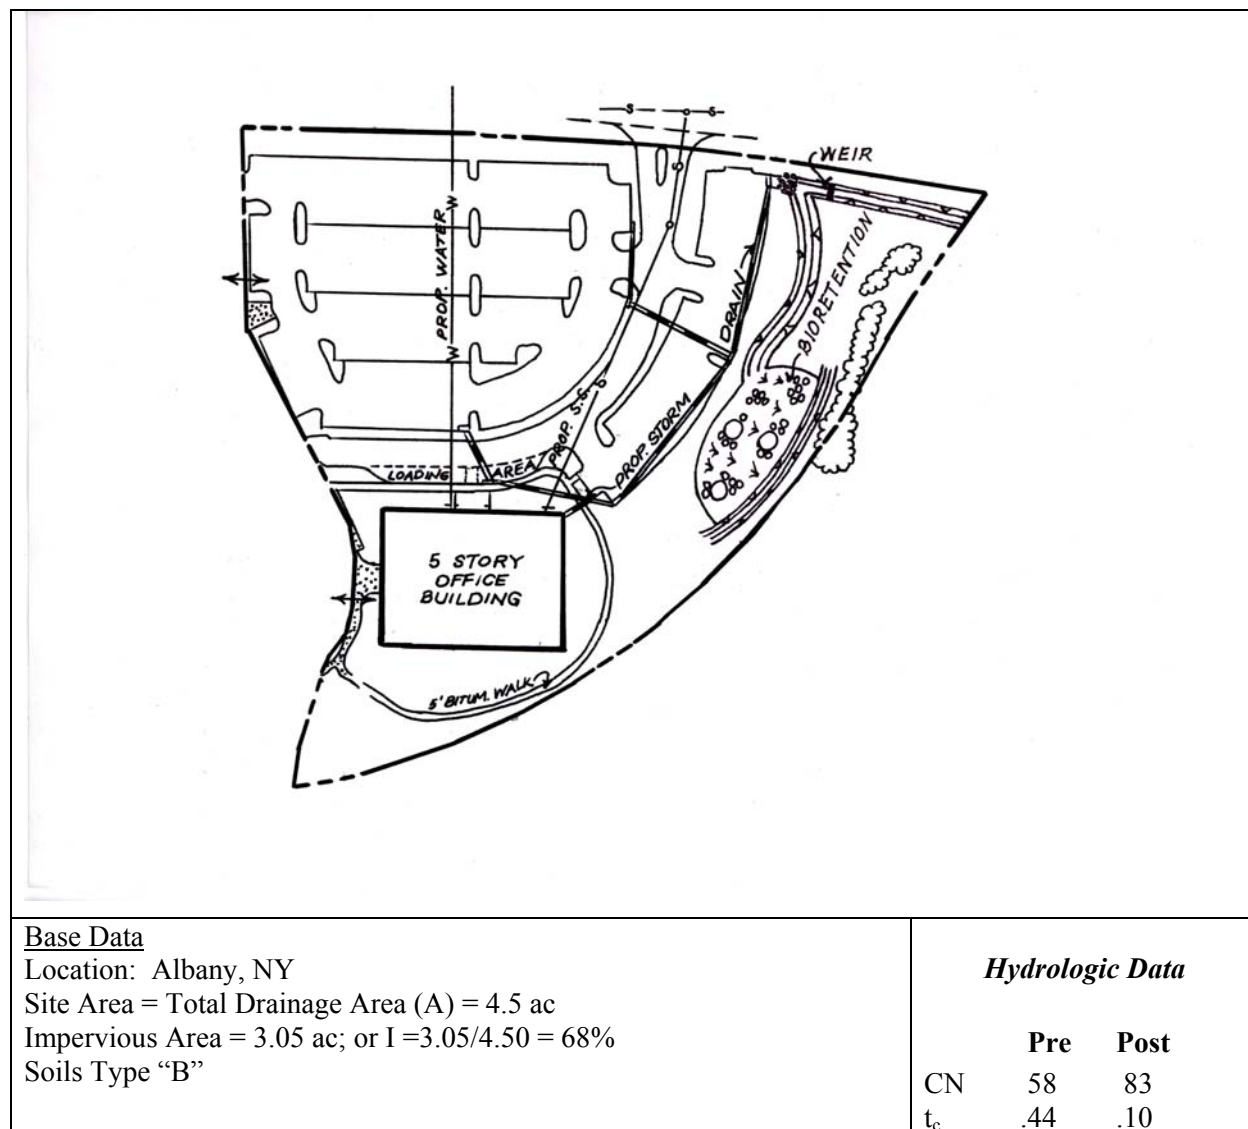 S S
WEIR
S
W
PROP. WATER
W
DRAIN
BIORETENTION
PROP. S.S.
PROP. STORM
LOADING AREA
5 STORY
OFFICE
BUILDING
5' BITUM. WALK
Base Data
Location: Albany, NY
Site Area = Total Drainage Area (A) = 4.5 ac
Impervious Area = 3.05 ac; or I =3.05/4.50 = 68%
Soils Type “B”
Hydrologic Data
Pre Post
CN 58 83
tc .44 .10